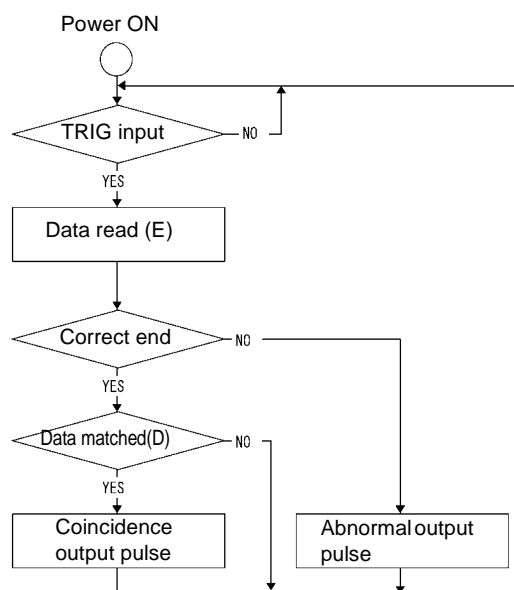 Power ON
TRIG input
NO
YES
Data read (E)
Correct end
NO
YES
Data matched(D)
NO
YES
Coincidence
output pulse
Abnormal output
pulse